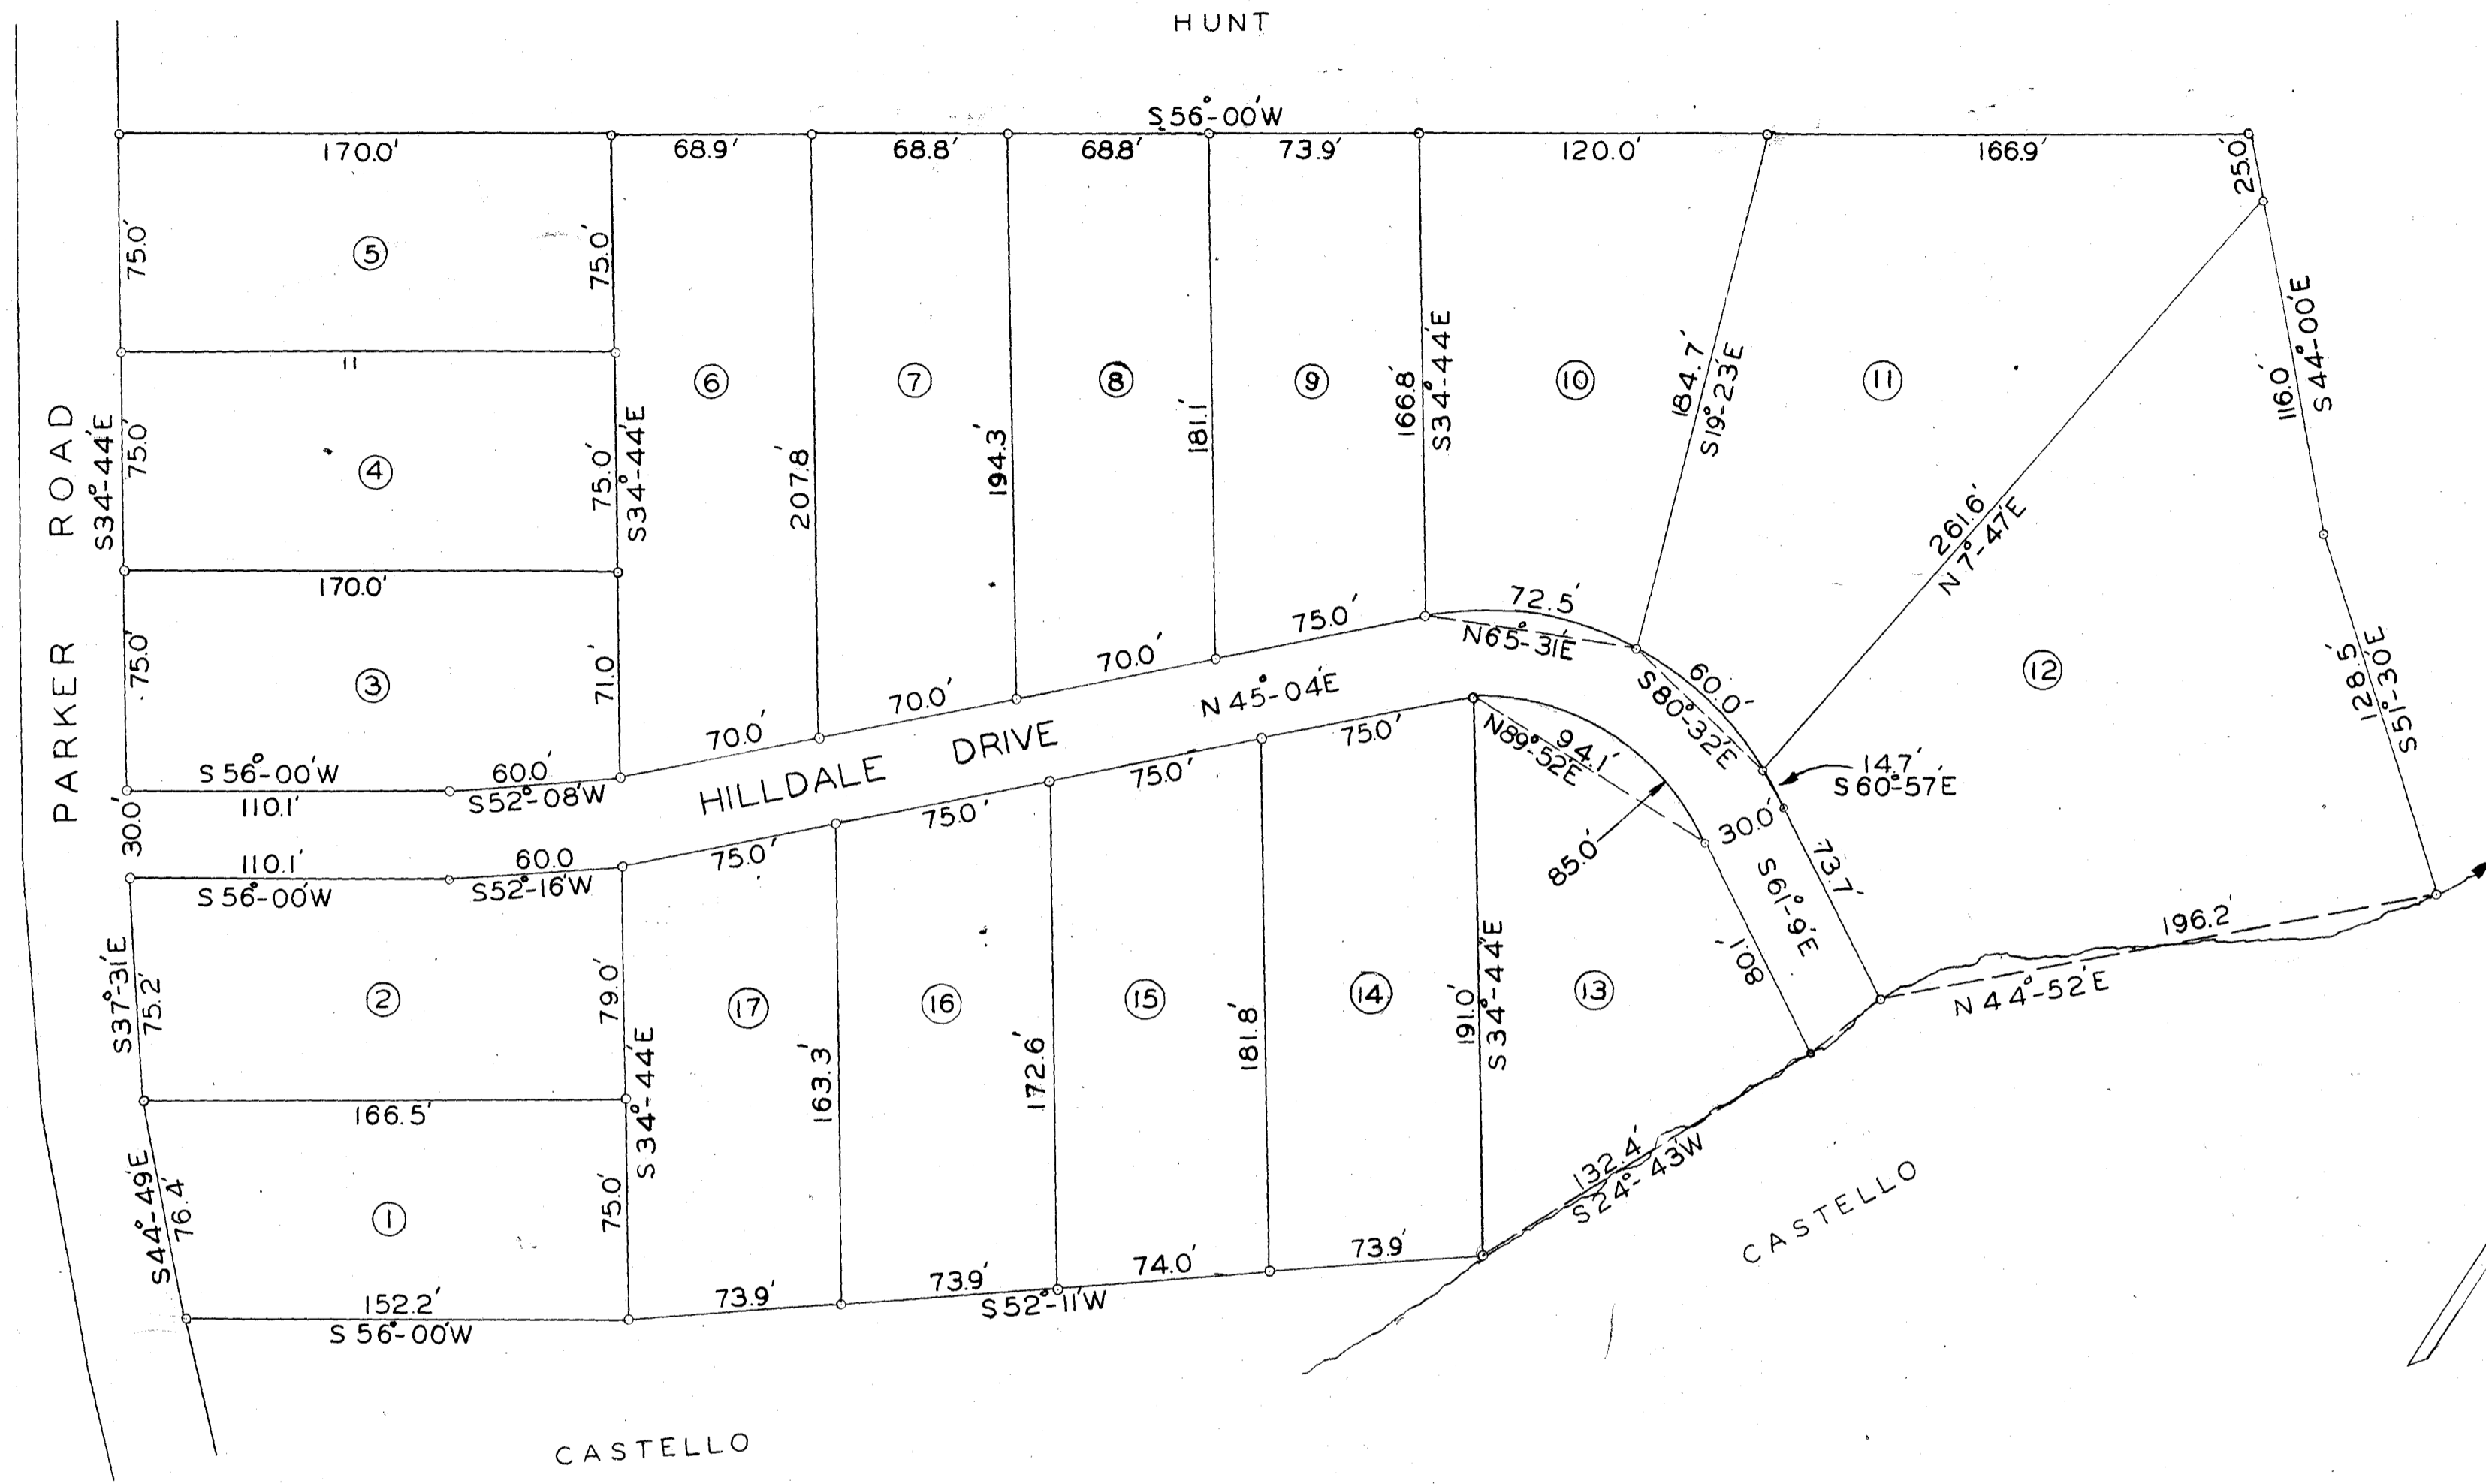 HUNT
S56°-00'W
170.0'
68.9'
68.8'
68.8'
73.9'
120.0'
166.9'
25.0'
75.0'
5
75.0'
11
PARKER ROAD
S34°-44'E
75.0'
4
75.0'
S34°-44'E
170.0'
75.0'
3
71.0'
S56°-00'W
110.1'
60.0'
S52°-08'W
6
207.8'
7
194.3'
8
181.1'
9
166.8'
S34°-44'E
10
184.7'
S19°-23'E
11
261.6'
N7°-47'E
116.0'
S44°-00'E
12
128.5'
S51°-30'E
70.0'
70.0'
70.0'
75.0'
72.5'
N65°-31'E
60.0'
S80°-32'E
14.7'
S60°-57'E
HILLDALE DRIVE
N45°-04'E
30.0'
110.1'
S56°-00'W
60.0
S52°-16'W
75.0'
75.0'
75.0'
75.0'
94.1'
N89°-52'E
85.0'
30.0'
73.7'
S61°-9'E
80.1'
196.2'
N44°-52'E
S37°-31'E
75.2'
2
79.0'
166.5'
S44°-49'E
76.4'
1
75.0'
S34°-44'E
152.2'
S56°-00'W
17
163.3'
16
172.6'
15
181.8'
14
191.0'
S34°-44'E
13
132.4'
S24°-43'W
73.9'
73.9'
74.0'
73.9'
S52°-11'W
CASTELLO
CASTELLO